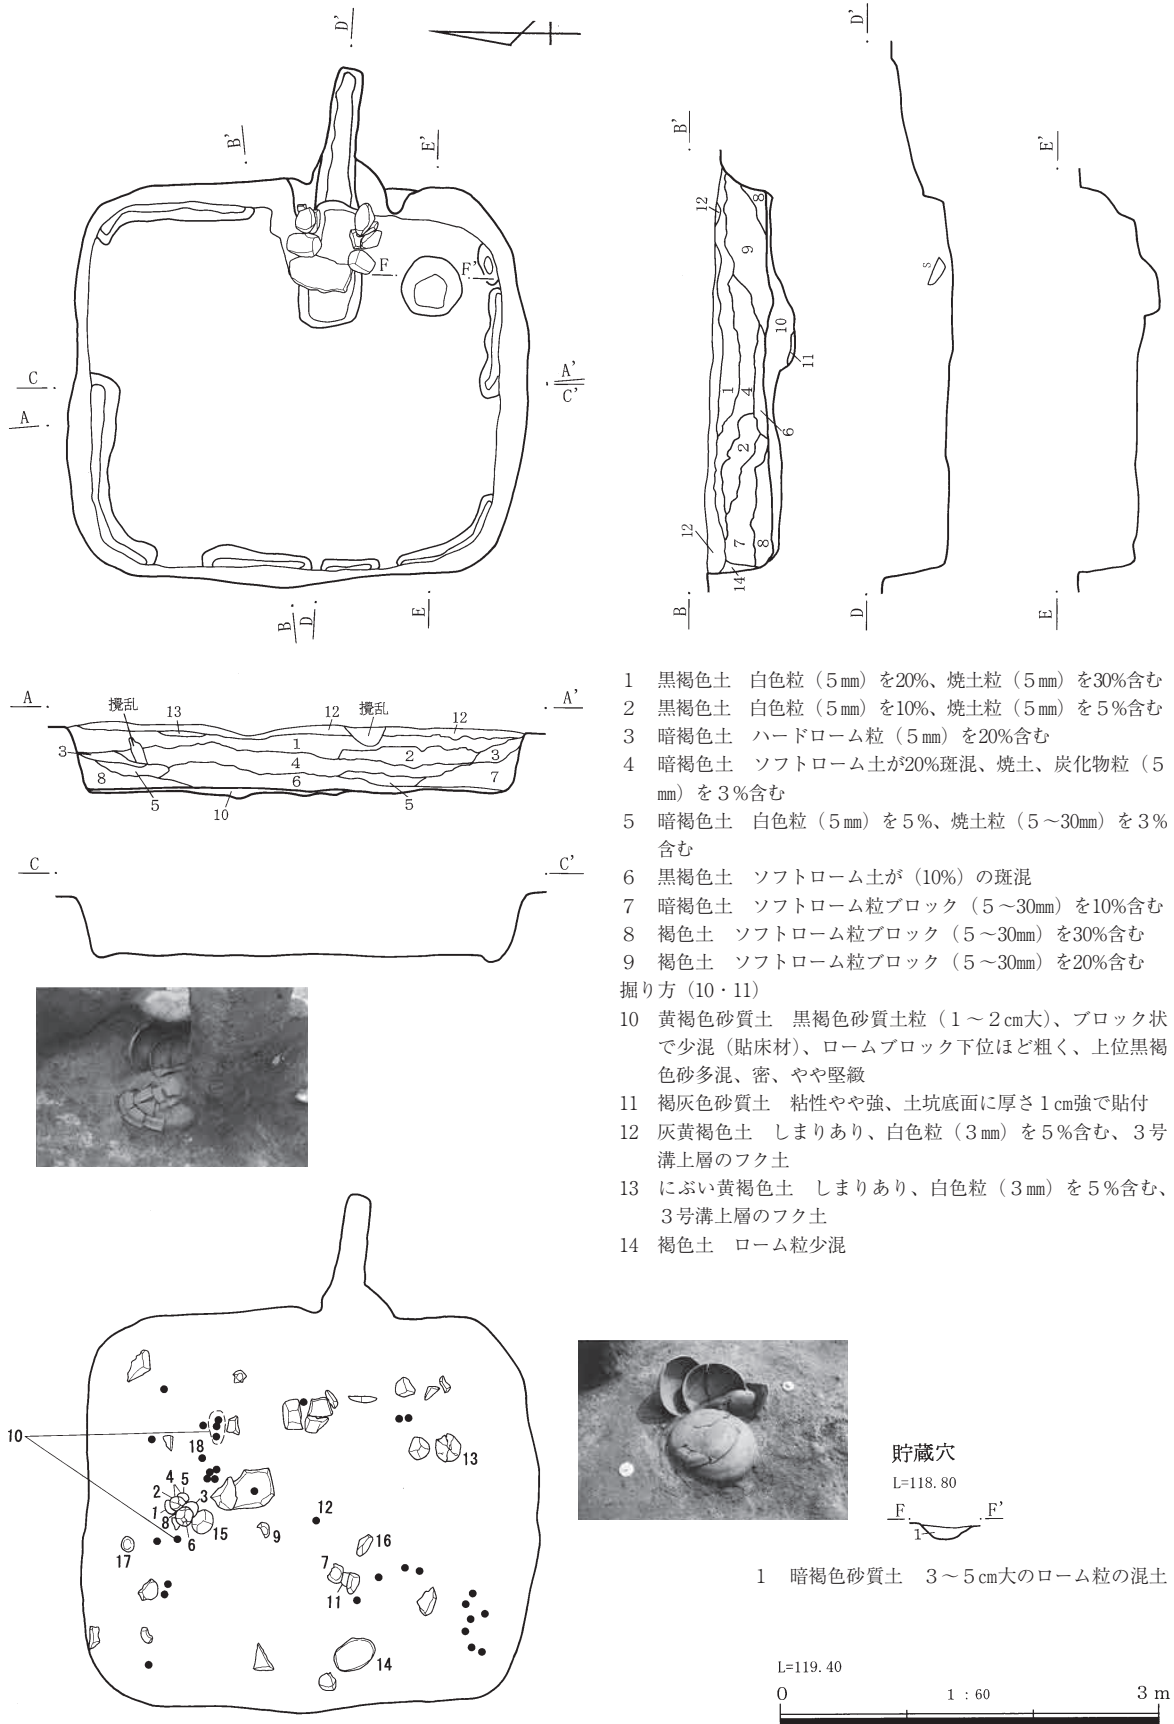 D'
B'
E'
F
F'
C
A
A'
C'
B
D
E
D'
B'
E'
12
8
9
S
10
11
1
4
6
2
12
7
8
14
B
D
E
A
攪乱
13
12
攪乱
12
A'
3
1
2
3
4
8
6
7
5
5
10
C
C'
1 黒褐色土 白色粒（５㎜）を20%、焼土粒（５㎜）を30%含む
2 黒褐色土 白色粒（５㎜）を10%、焼土粒（５㎜）を５%含む
3 暗褐色土 ハードローム粒（５㎜）を20%含む
4 暗褐色土 ソフトローム土が20%斑混、焼土、炭化物粒（５
㎜）を３%含む
5 暗褐色土 白色粒（５㎜）を５%、焼土粒（５～30㎜）を３%
含む
6 黒褐色土 ソフトローム土が（10%）の斑混
7 暗褐色土 ソフトローム粒ブロック（５～30㎜）を10%含む
8 褐色土 ソフトローム粒ブロック（５～30㎜）を30%含む
9 褐色土 ソフトローム粒ブロック（５～30㎜）を20%含む
掘り方（10・11）
10 黄褐色砂質土 黒褐色砂質土粒（１～２㎝大）、ブロック状
で少混（貼床材）、ロームブロック下位ほど粗く、上位黒褐
色砂多混、密、やや堅緻
11 褐灰色砂質土 粘性やや強、土坑底面に厚さ１㎝強で貼付
12 灰黄褐色土 しまりあり、白色粒（３㎜）を５%含む、３号
溝上層のフク土
13 にぶい黄褐色土 しまりあり、白色粒（３㎜）を５%含む、
３号溝上層のフク土
14 褐色土 ローム粒少混
10
18
13
4
5
2
3
1
8
6
15
12
9
17
16
7
11
14
貯蔵穴
L=118.80
F
F'
1
1 暗褐色砂質土 ３～５㎝大のローム粒の混土
L=119.40
0
1：60
3 m